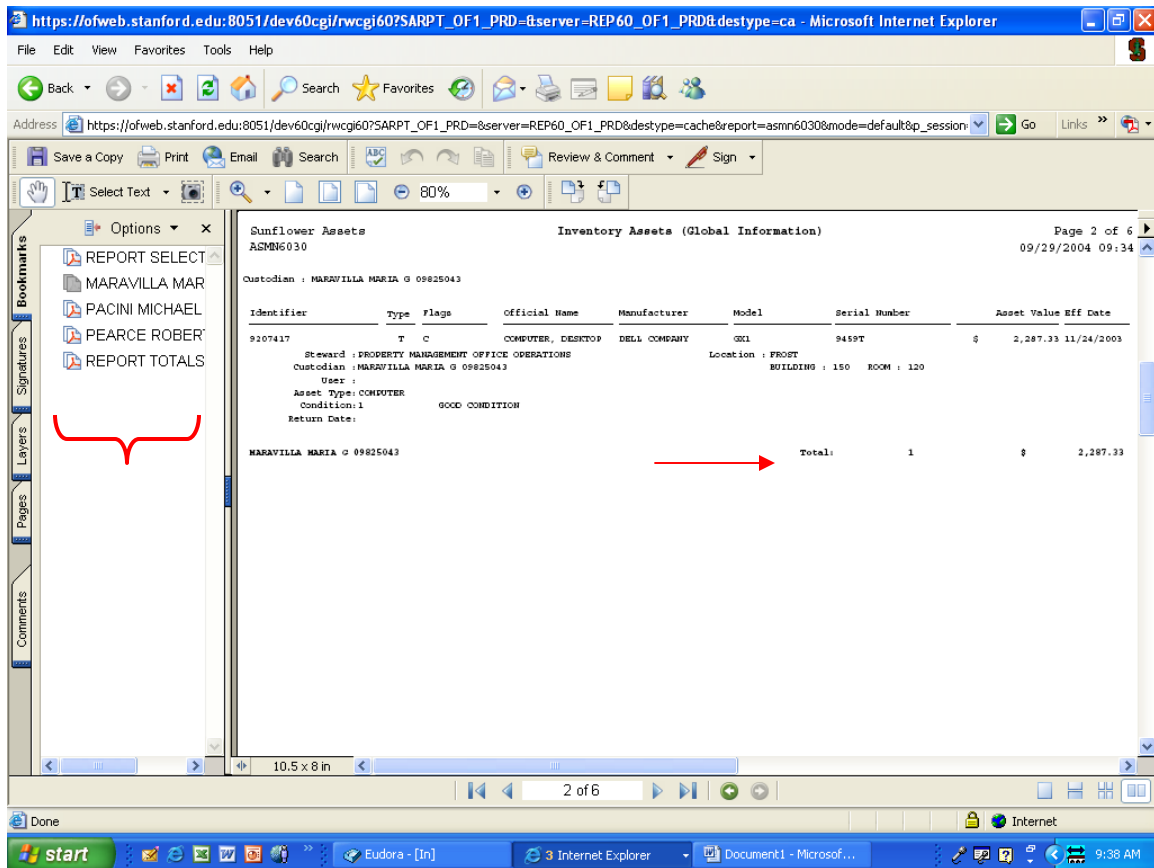 https://ofweb.stanford.edu:8051/dev60cgi/rwcgi60?SARPT_OF1_PRD=&server=REP60_OF1_PRD&destype=ca - Microsoft Internet Explorer
File Edit View Favorites Tools Help
Back Search Favorites
Address https://ofweb.stanford.edu:8051/dev60cgi/rwcgi60?SARPT_OF1_PRD=&server=REP60_OF1_PRD&destype=cache&report=asmn6030&mode=default&p_session Go Links »
Save a Copy Print Email Search Review & Comment Sign
Select Text 80%
Options x
Bookmarks
Signatures
Layers
Pages
Comments
REPORT SELECT
MARAVILLA MAR
PACINI MICHAEL
PEARCE ROBER
REPORT TOTALS
Sunflower Assets Inventory Assets (Global Information) Page 2 of 6
ASMN6030 09/29/2004 09:34
Custodian : MARAVILLA MARIA G 09825043
Identifier Type Flags Official Name Manufacturer Model Serial Number Asset Value Eff Date
9207417 T C COMPUTER, DESKTOP DELL COMPANY GX1 9459T $ 2,287.33 11/24/2003
Steward : PROPERTY MANAGEMENT OFFICE OPERATIONS Location : FROST
Custodian : MARAVILLA MARIA G 09825043 BUILDING : 150 ROOM : 120
User :
Asset Type: COMPUTER
Condition: 1 GOOD CONDITION
Return Date:
MARAVILLA MARIA G 09825043 Total: 1 $ 2,287.33
10.5 x 8 in
2 of 6
Done Internet
start » Eudora - [In] 3 Internet Explorer Document1 - Microsof... 9:38 AM